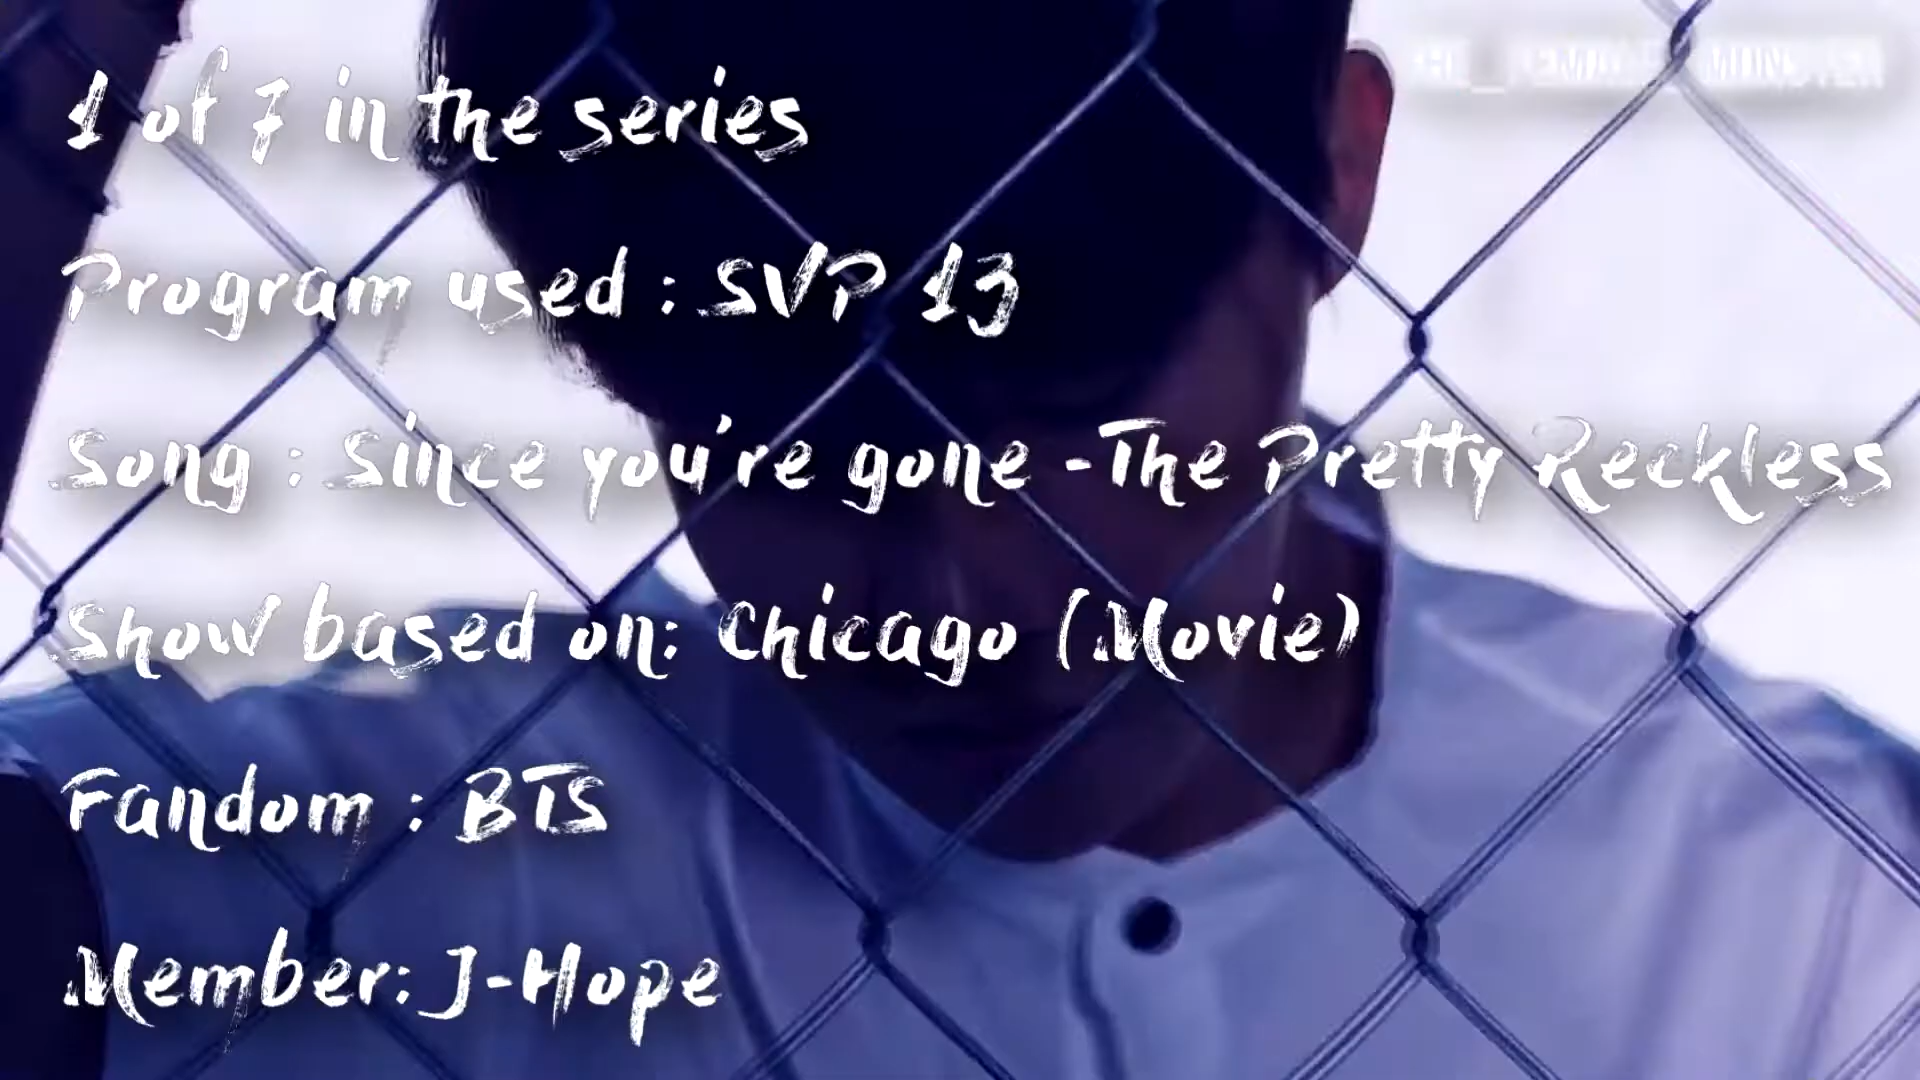 1 of 7 in the series
Program used : SVP 13
Song : Since you're gone -The Pretty Reckless
Show based on: Chicago (Movie)
Fandom : BTS
Member: J-Hope